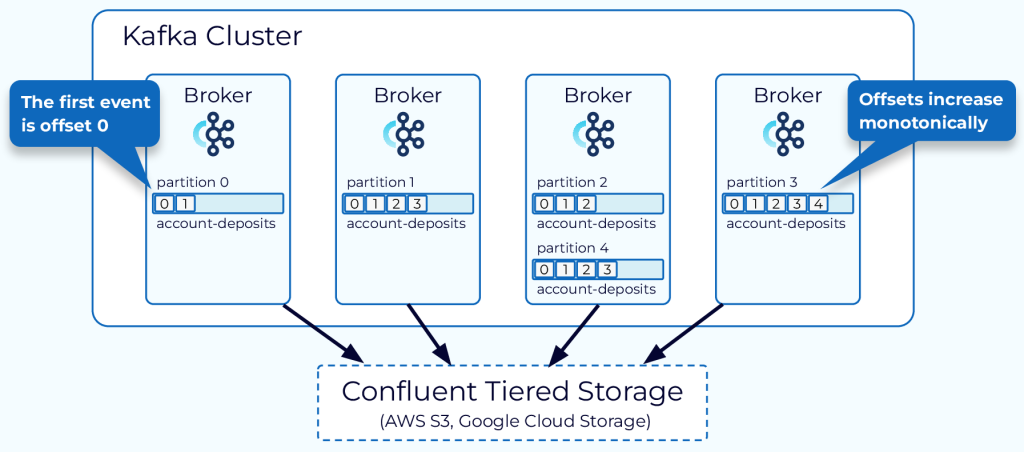 Kafka Cluster
The first event
is offset 0
Broker
partition 0
0 1
account-deposits
Broker
partition 1
0 1 2 3
account-deposits
Broker
partition 2
0 1 2
account-deposits
partition 4
0 1 2 3
account-deposits
Broker
partition 3
0 1 2 3 4
account-deposits
Offsets increase
monotonically
Confluent Tiered Storage
(AWS S3, Google Cloud Storage)